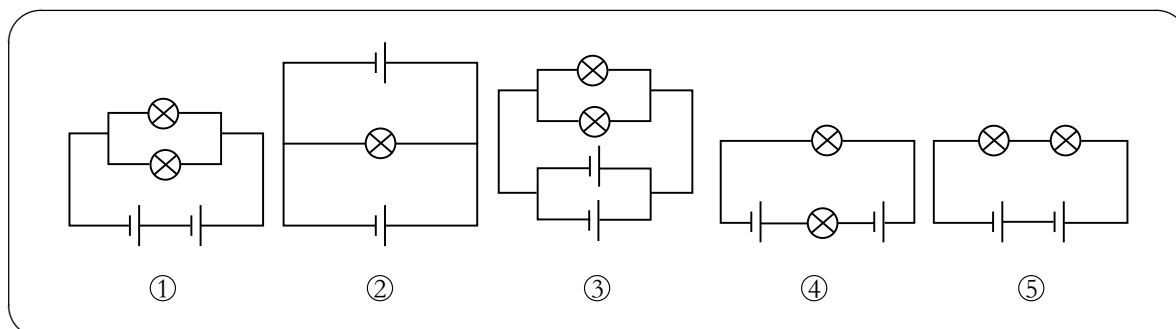 ① ② ③ ④ ⑤